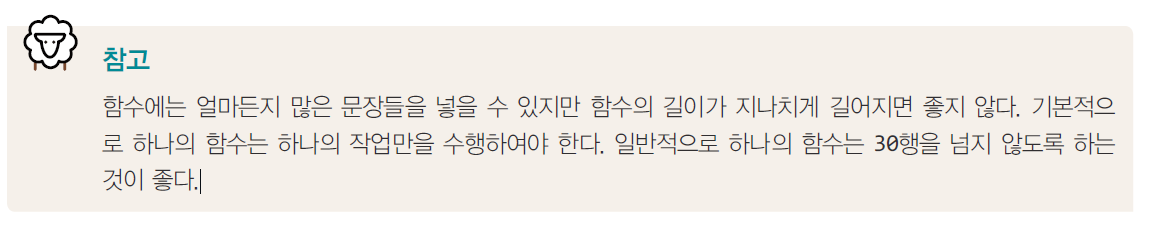 참고
함수에는 얼마든지 많은 문장들을 넣을 수 있지만 함수의 길이가 지나치게 길어지면 좋지 않다. 기본적으
로 하나의 함수는 하나의 작업만을 수행하여야 한다. 일반적으로 하나의 함수는 30행을 넘지 않도록 하는
것이 좋다.